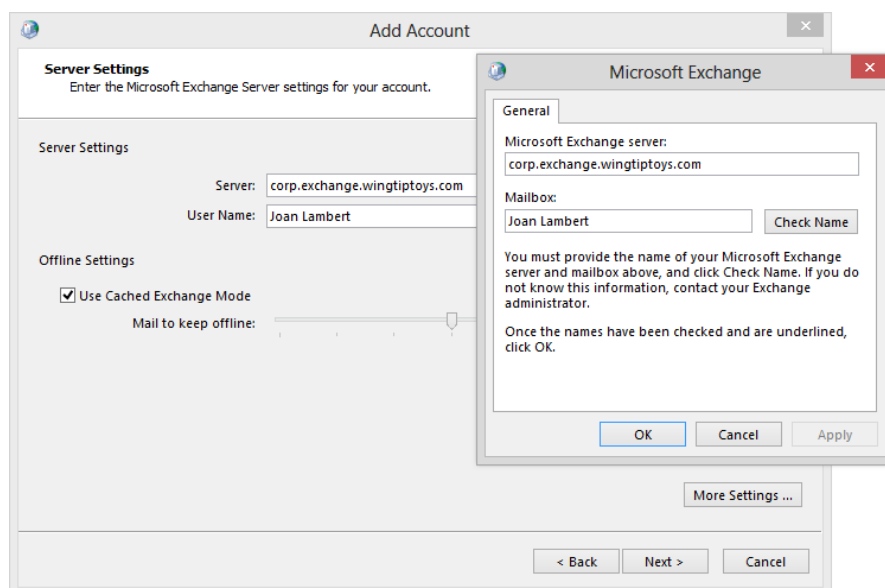 Add Account
Server Settings
Enter the Microsoft Exchange Server settings for your account.
Server Settings
Server: corp.exchange.wingtiptoys.com
User Name: Joan Lambert
Offline Settings
Use Cached Exchange Mode
Mail to keep offline:
More Settings ...
< Back Next > Cancel
Microsoft Exchange
General
Microsoft Exchange server:
corp.exchange.wingtiptoys.com
Mailbox:
Joan Lambert Check Name
You must provide the name of your Microsoft Exchange
server and mailbox above, and click Check Name. If you do
not know this information, contact your Exchange
administrator.
Once the names have been checked and are underlined,
click OK.
OK Cancel Apply